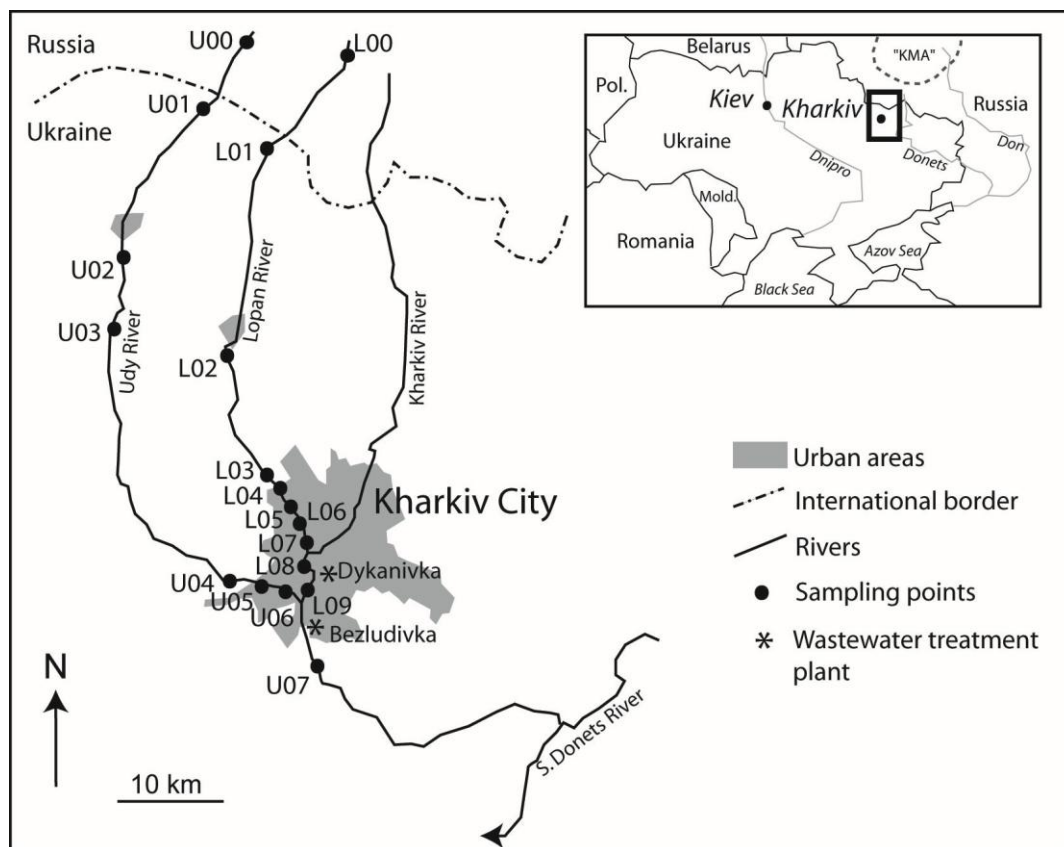 Russia
Ukraine
U00
L00
U01
L01
U02
U03
L02
Udy River
Lopan River
Kharkiv River
L03
L04
L05
L06
L07
L08
L09
Kharkiv City
Dykanivka
Bezludivka
U04
U05
U06
U07
S. Donets River
N
10 km
Belarus
"KMA"
Pol.
Kiev
Kharkiv
Russia
Ukraine
Dnipro
Donets
Don
Mold.
Romania
Azov Sea
Black Sea
Urban areas
International border
Rivers
Sampling points
Wastewater treatment
plant